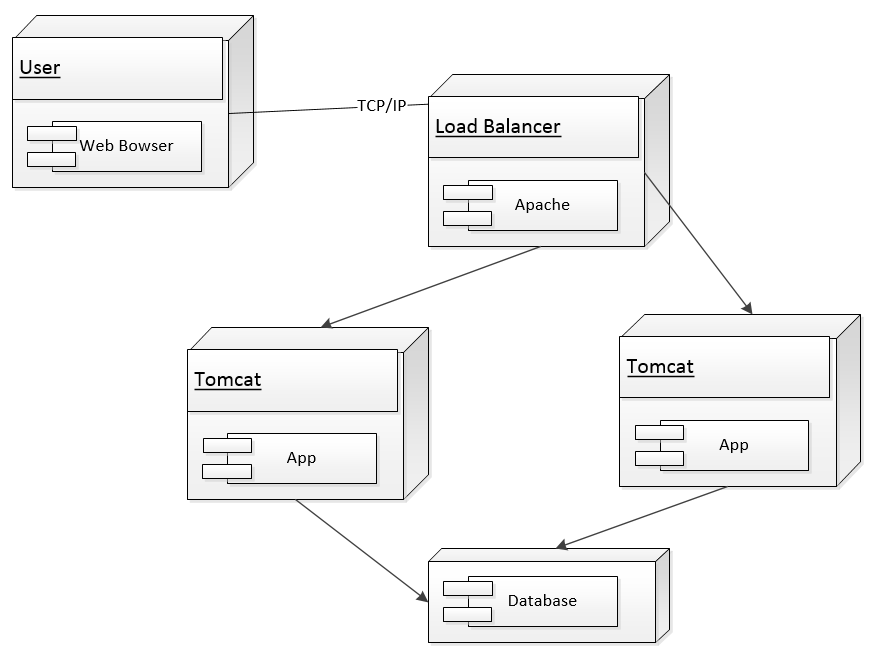 User
Web Bowser
TCP/IP
Load Balancer
Apache
Tomcat
App
Tomcat
App
Database